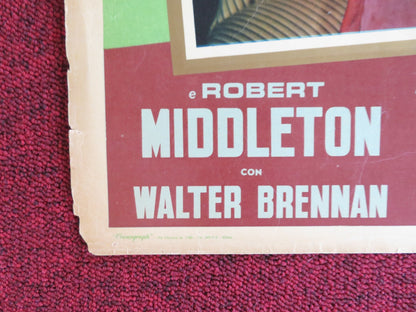 e ROBERT
MIDDLETON
CON
WALTER BRENNAN